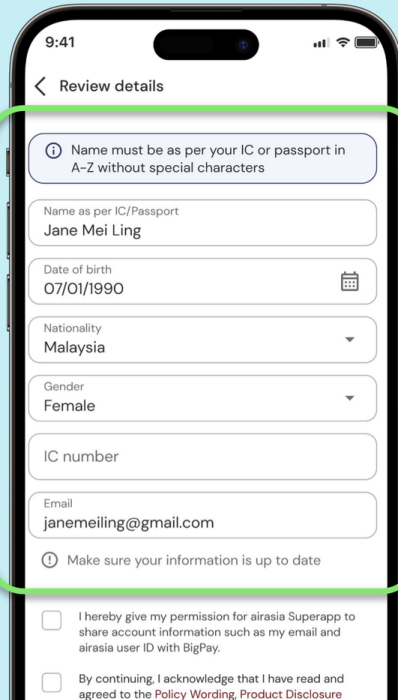 9:41
Review details
Name must be as per your IC or passport in
A-Z without special characters
Name as per IC/Passport
Jane Mei Ling
Date of birth
07/01/1990
Nationality
Malaysia
Gender
Female
IC number
Email
janemeiling@gmail.com
Make sure your information is up to date
I hereby give my permission for airasia Superapp to
share account information such as my email and
airasia user ID with BigPay.
By continuing, I acknowledge that I have read and
agreed to the Policy Wording, Product Disclosure